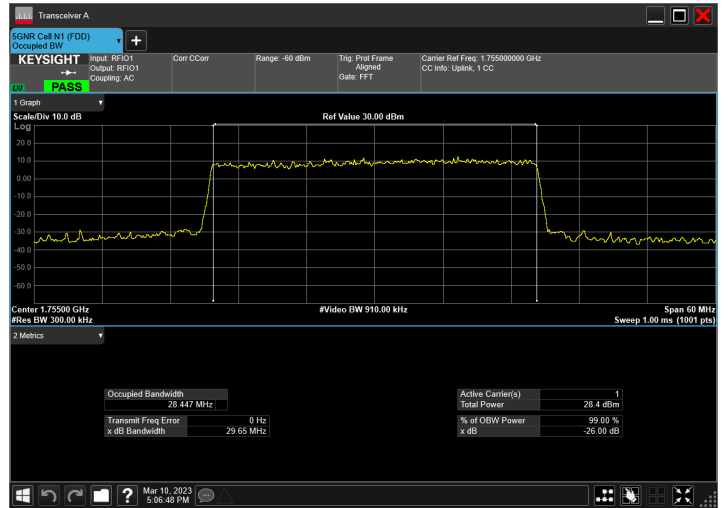 Transceiver A
5GNR Cell N1 (FDD)
Occupied BW
KEYSIGHT
Input: RFIO1
Output: RFIO1
Coupling: AC
Corr CCorr
Range: -60 dBm
Trig: Prot Frame
Aligned
Gate: FFT
Carrier Ref Freq: 1.755000000 GHz
CC Info: Uplink, 1 CC
LXI
PASS
1 Graph
Scale/Div 10.0 dB
Ref Value 30.00 dBm
Log
20.0
10.0
0.00
-10.0
-20.0
-30.0
-40.0
-50.0
-60.0
Center 1.75500 GHz
#Video BW 910.00 kHz
Span 60 MHz
#Res BW 300.00 kHz
Sweep 1.00 ms (1001 pts)
2 Metrics
Occupied Bandwidth
28.447 MHz
Transmit Freq Error 0 Hz
x dB Bandwidth 29.65 MHz
Active Carrier(s) 1
Total Power 28.4 dBm
% of OBW Power 99.00 %
x dB -26.00 dB
Mar 10, 2023
5:06:48 PM